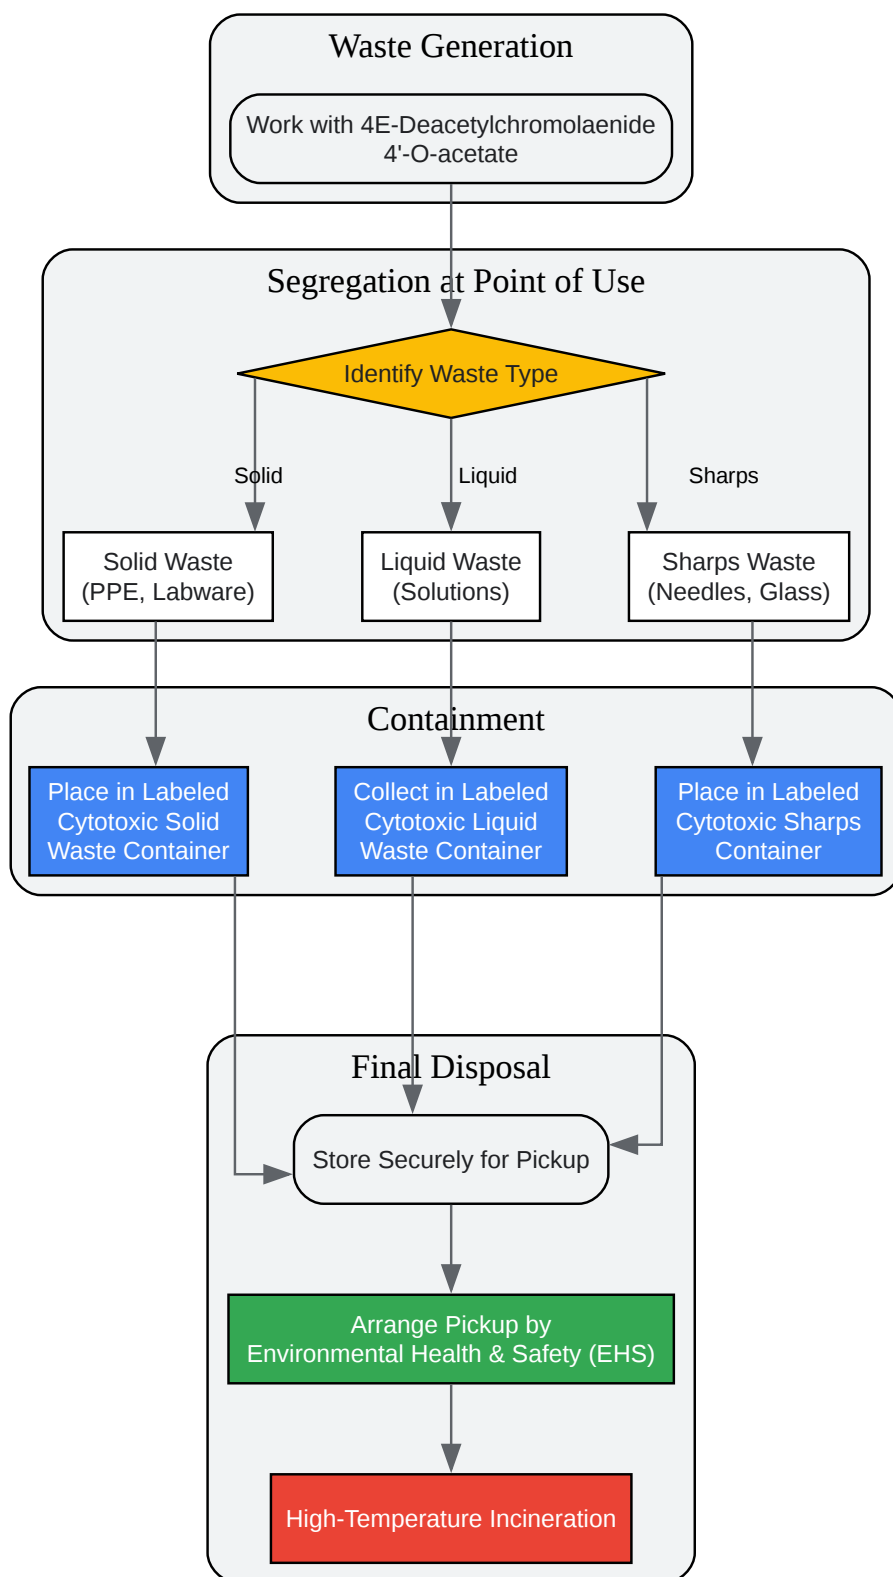 Waste Generation
Work with 4E-Deacetylchromolaenide
4'-O-acetate
Segregation at Point of Use
Identify Waste Type
Solid
Liquid
Sharps
Solid Waste
(PPE, Labware)
Liquid Waste
(Solutions)
Sharps Waste
(Needles, Glass)
Containment
Place in Labeled
Cytotoxic Solid
Waste Container
Collect in Labeled
Cytotoxic Liquid
Waste Container
Place in Labeled
Cytotoxic Sharps
Container
Final Disposal
Store Securely for Pickup
Arrange Pickup by
Environmental Health & Safety (EHS)
High-Temperature Incineration